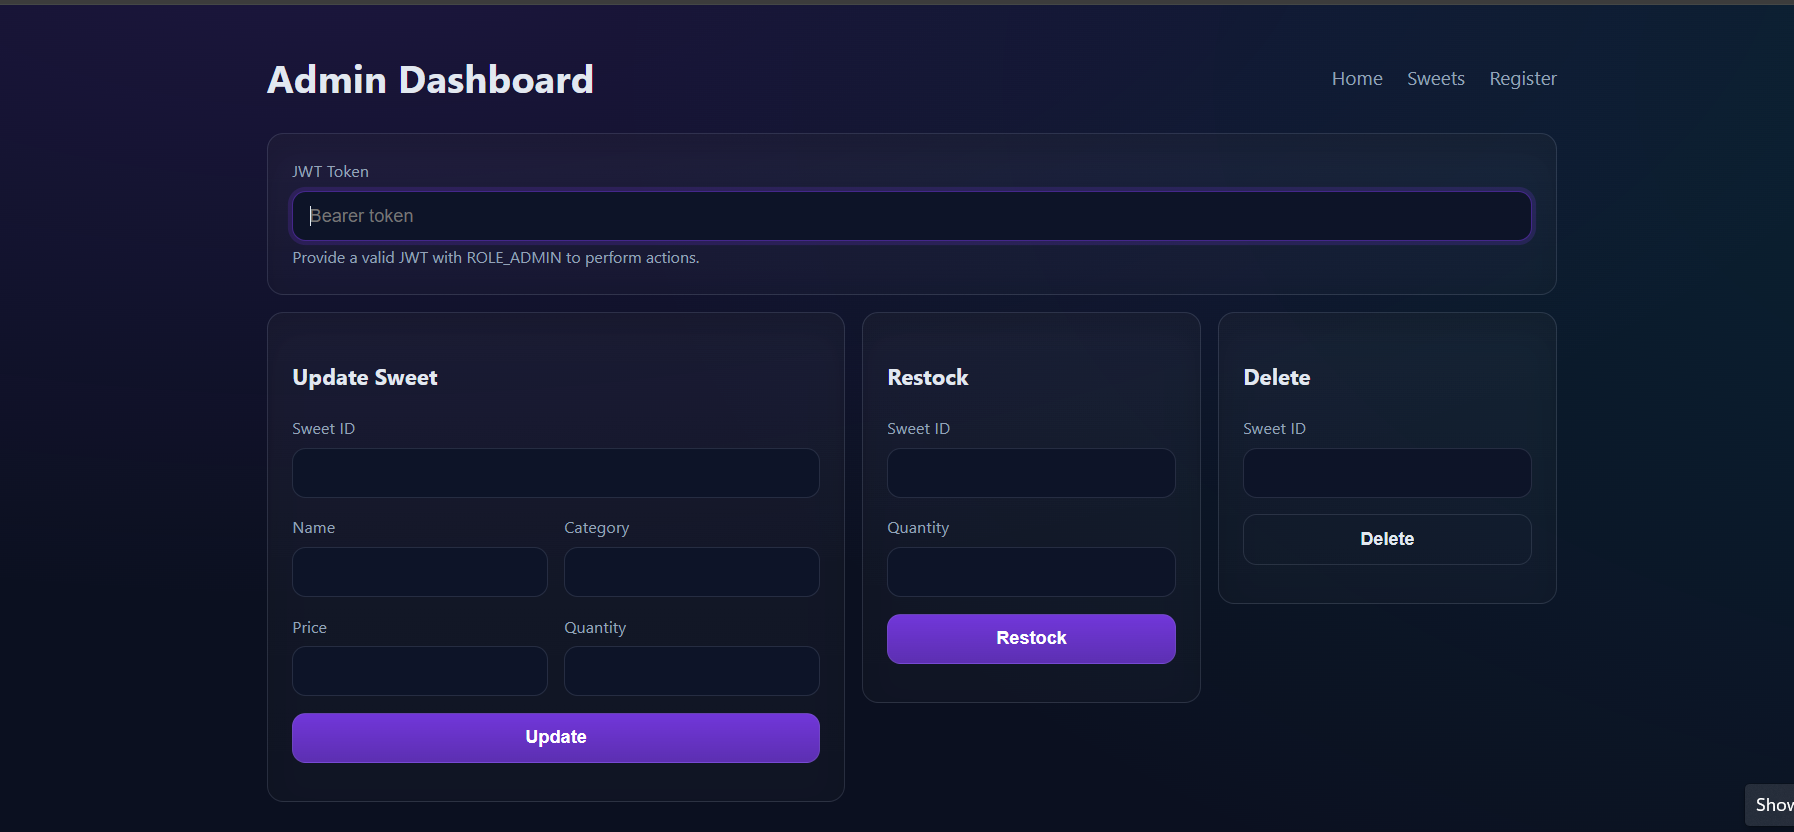 Admin Dashboard
Home Sweets Register
JWT Token
Bearer token
Provide a valid JWT with ROLE_ADMIN to perform actions.
Update Sweet
Sweet ID
Name Category
Price Quantity
Update
Restock
Sweet ID
Quantity
Restock
Delete
Sweet ID
Delete
Show